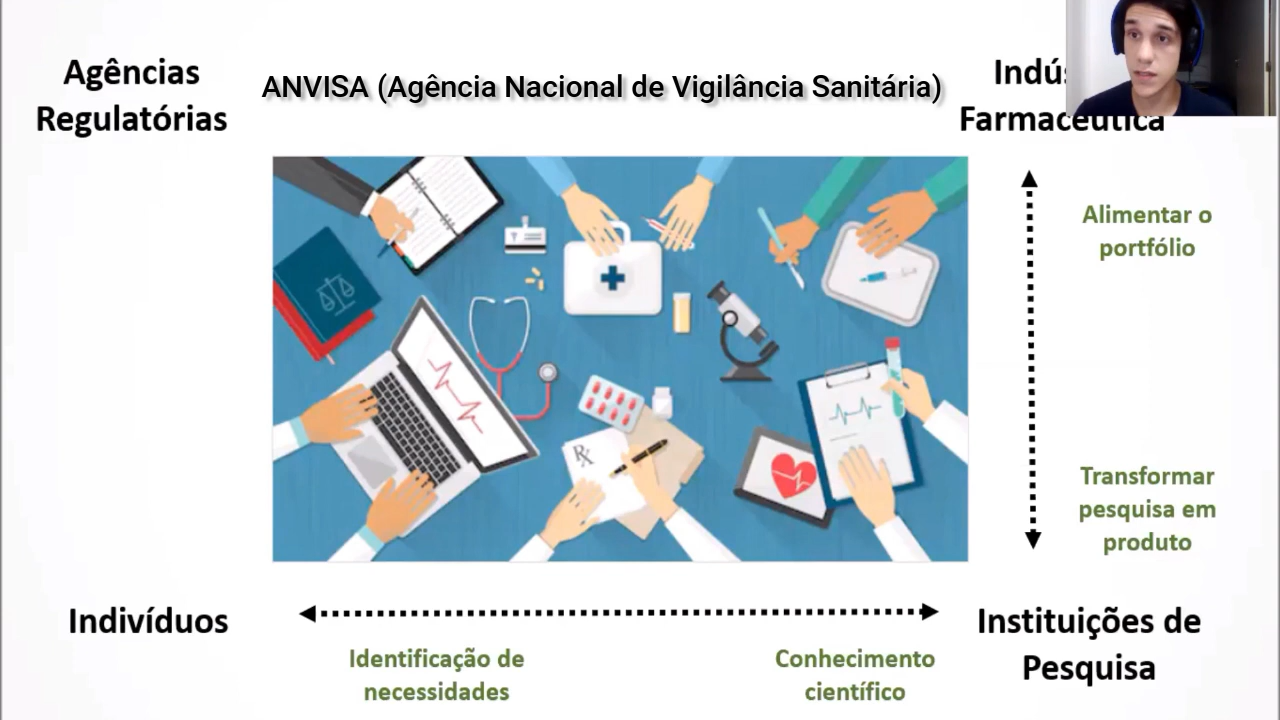 Agências
Regulatórias
ANVISA (Agência Nacional de Vigilância Sanitária)
Farmacêutica
Alimentar o
portfólio
Transformar
pesquisa em
produto
Rx
Indivíduos
Instituições de
Pesquisa
Identificação de
necessidades
Conhecimento
científico